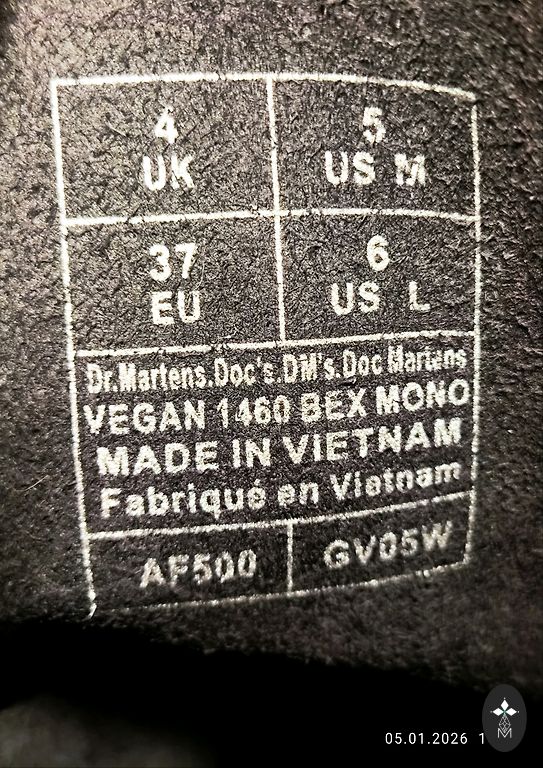 4
UK
5
US M
37
EU
6
US L
Dr.Martens.Doc's.DM's.Doc Martens
VEGAN 1460 BEX MONO
MADE IN VIETNAM
Fabriqué en Vietnam
AF500
GV05W
05.01.2026 1
M